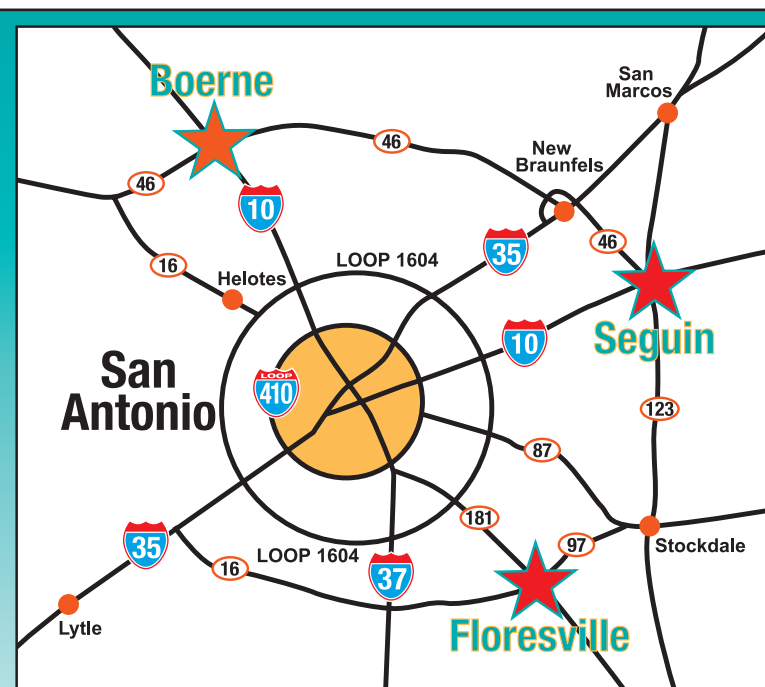 San
Marcos
Boerne
46
New
Braunfels
46
10
46
35
16
LOOP 1604
Helotes
10
Seguin
San
Antonio
LOOP
410
123
87
181
35
97
Stockdale
LOOP 1604
16
37
Lytle
Floresville